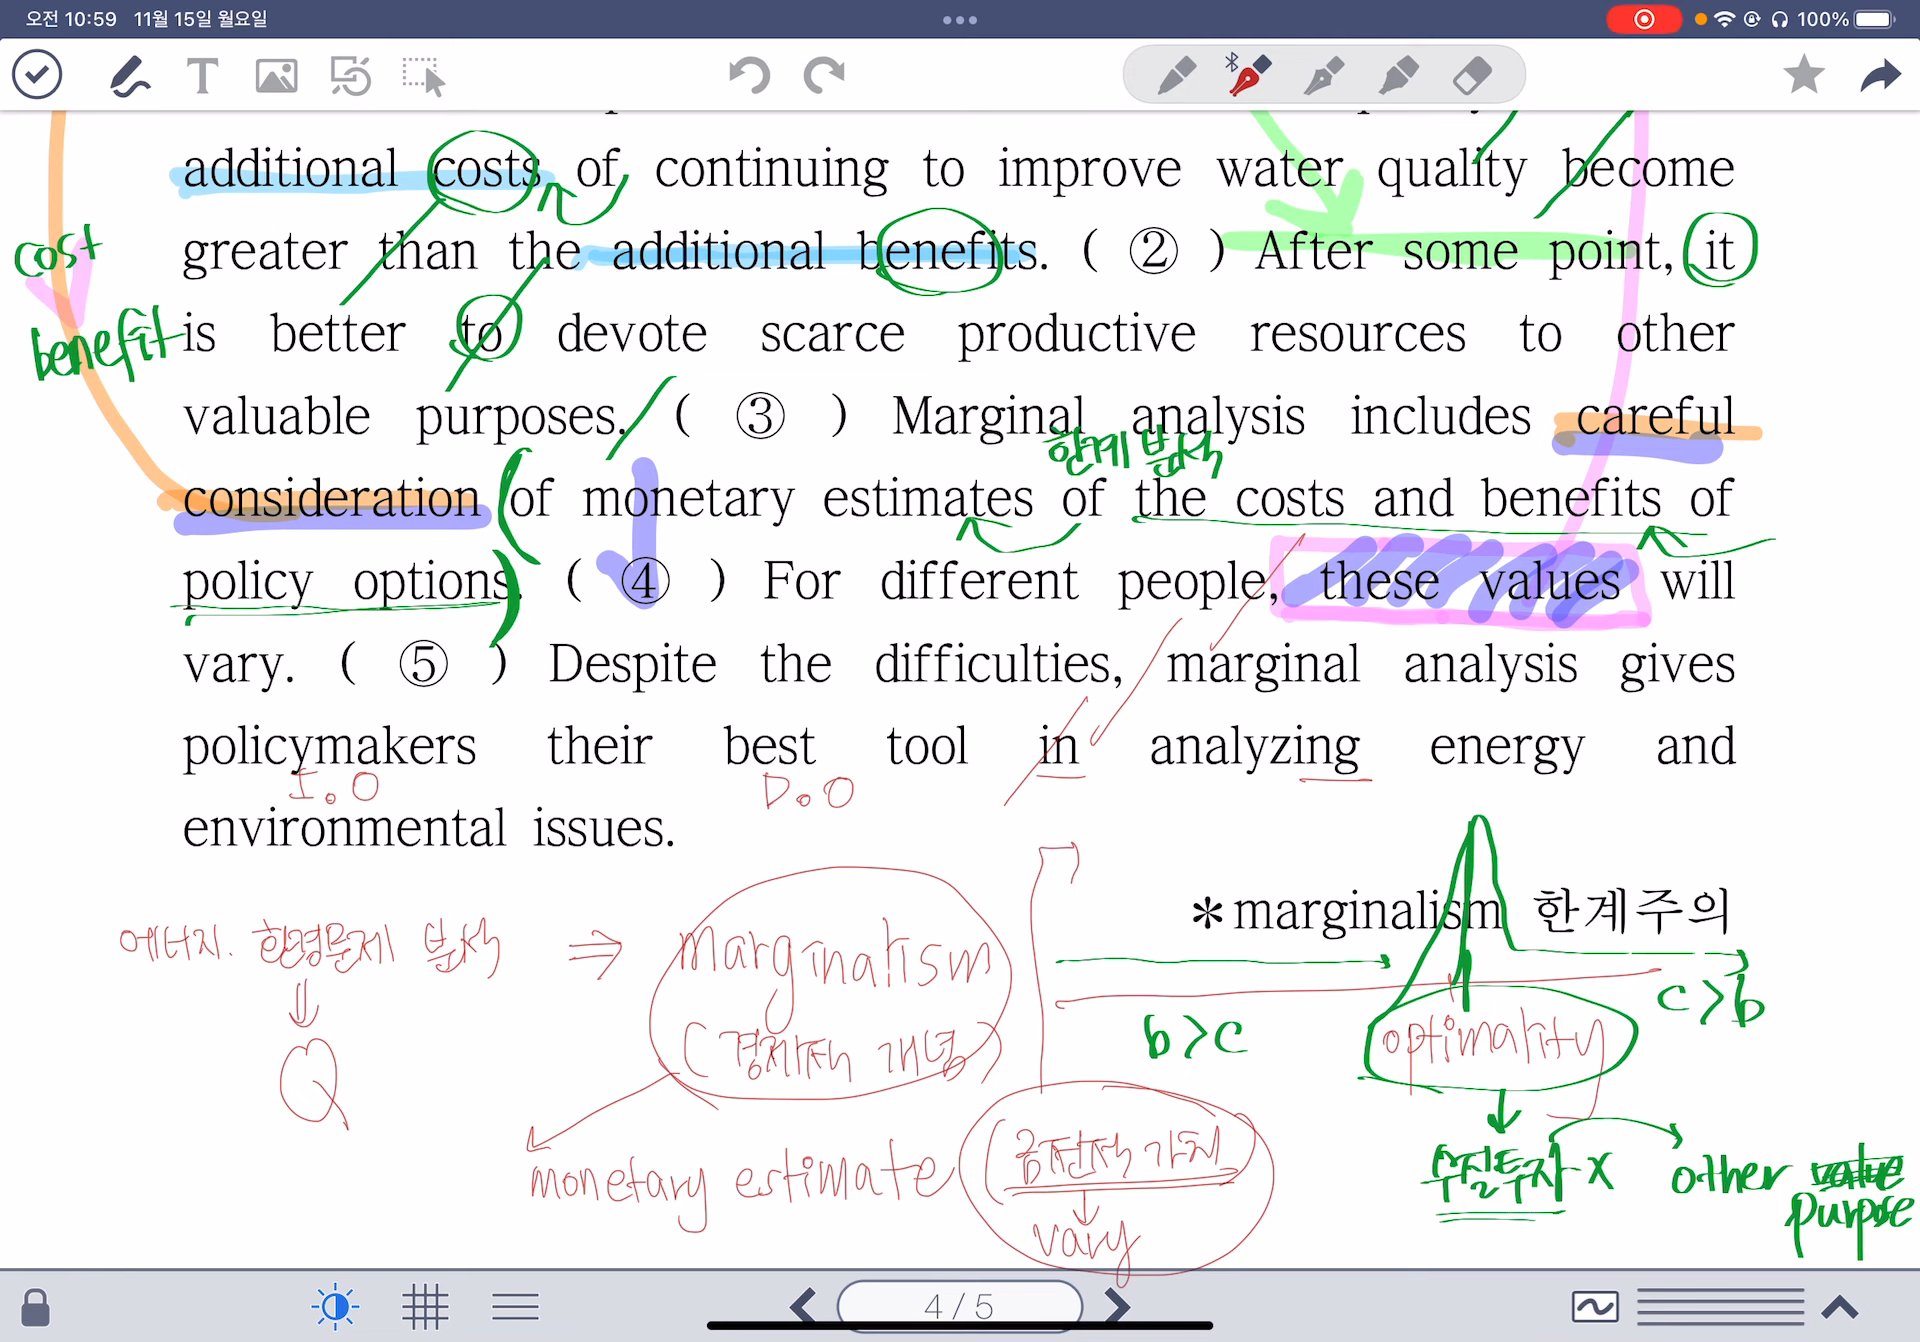 오전 10:59 11월 15일 월요일
100%
T
additional costs of continuing to improve water quality become
greater than the additional benefits. ( ② ) After some point, it
cost
benefit
is better to devote scarce productive resources to other
valuable purposes. ( ③ ) Marginal analysis includes careful
한계 분석
consideration of monetary estimates of the costs and benefits of
policy options. ( ④ ) For different people, these values will
vary. ( ⑤ ) Despite the difficulties, marginal analysis gives
policymakers their best tool in analyzing energy and
I.O D.O
environmental issues.
*marginalism 한계주의
에너지. 환경문제 분석 ⇒ marginalism
(경제적 개념)
Q
b>c
optimality
c>b
monetary estimate (금전적 가치)
vary
수질투자 x other value
purpose
4 / 5